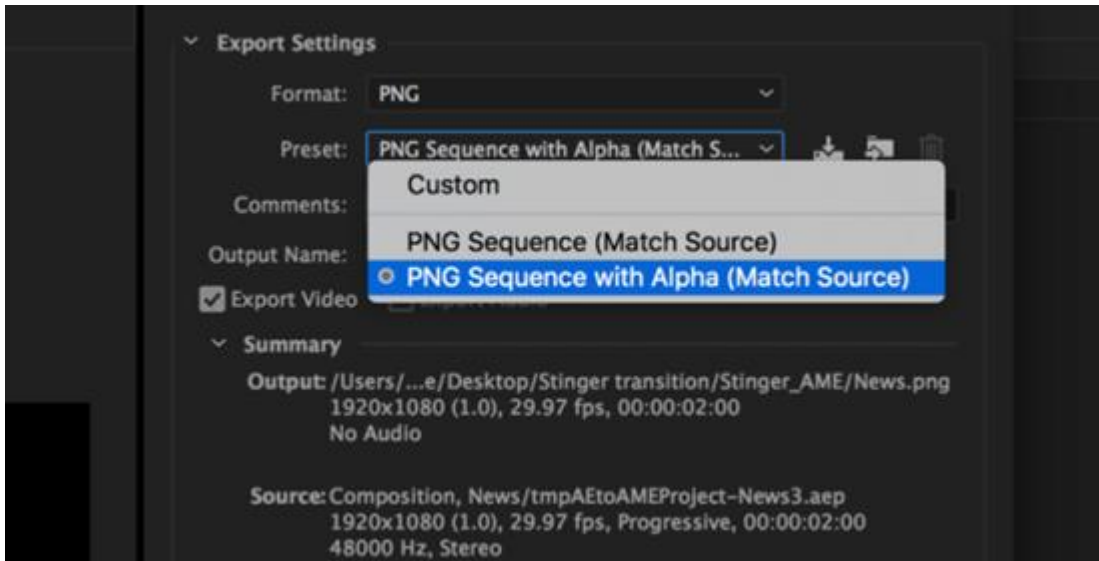 Export Settings
Format: PNG
Preset: PNG Sequence with Alpha (Match S...
Custom
Comments:
PNG Sequence (Match Source)
Output Name:
PNG Sequence with Alpha (Match Source)
Export Video
Summary
Output: /Users/...e/Desktop/Stinger transition/Stinger_AME/News.png
1920x1080 (1.0), 29.97 fps, 00:00:02:00
No Audio
Source: Composition, News/tmpAEtoAMEProject-News3.aep
1920x1080 (1.0), 29.97 fps, Progressive, 00:00:02:00
48000 Hz, Stereo